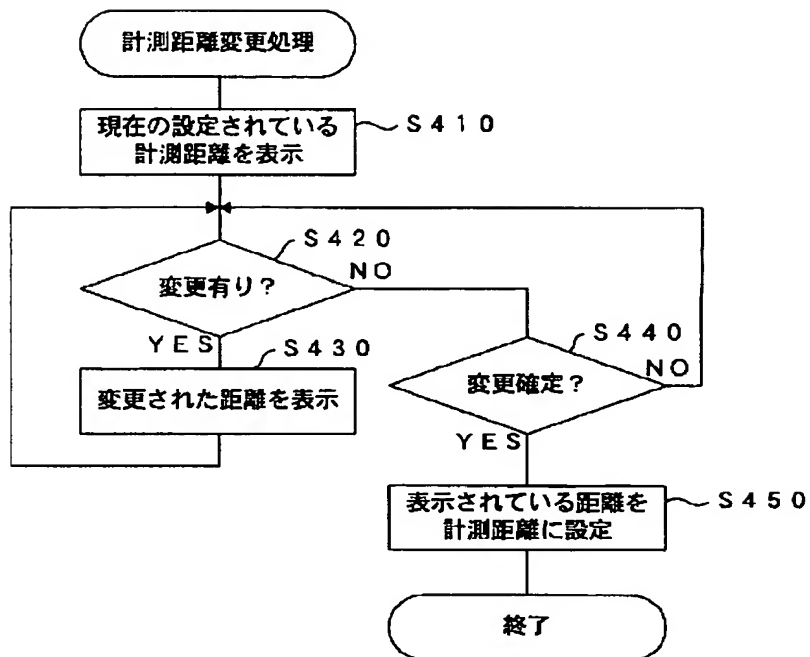 計測距離変更処理
現在の設定されている
計測距離を表示
S410
S420
変更有り?
NO
YES
S430
変更された距離を表示
S440
変更確定?
NO
YES
表示されている距離を
計測距離に設定
S450
終了